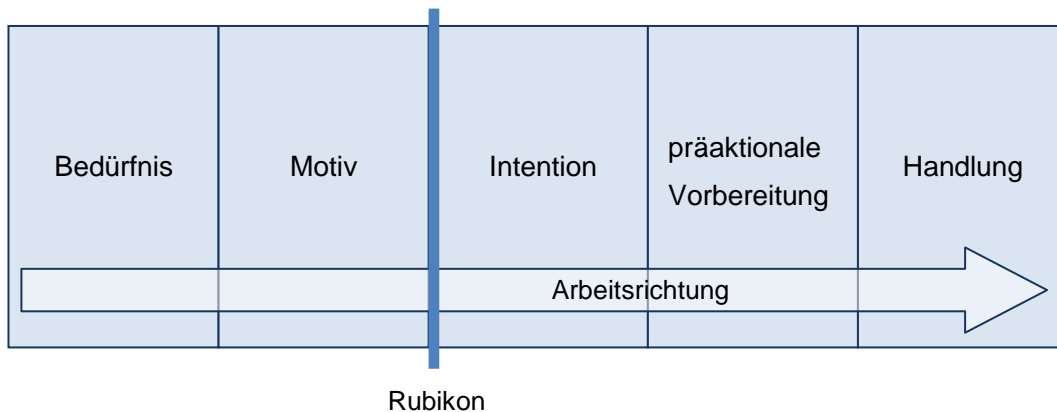 Bedürfnis
Motiv
Intention
präaktionale
Vorbereitung
Handlung
Arbeitsrichtung
Rubikon